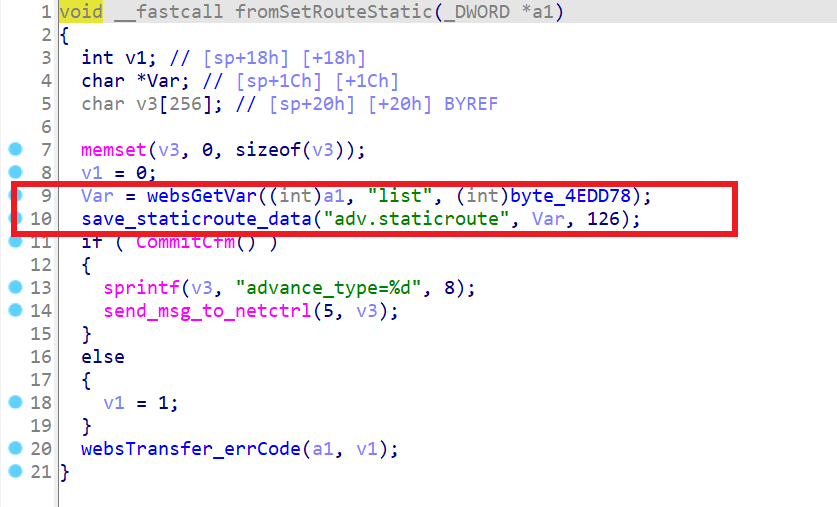 1 void __fastcall fromSetRouteStatic(_DWORD *a1)
2 {
3   int v1; // [sp+18h] [+18h]
4   char *Var; // [sp+1Ch] [+1Ch]
5   char v3[256]; // [sp+20h] [+20h] BYREF
6
7   memset(v3, 0, sizeof(v3));
8   v1 = 0;
9   Var = websGetVar((int)a1, "list", (int)byte_4EDD78);
10   save_staticroute_data("adv.staticroute", Var, 126);
11   if ( CommitCfm() )
12   {
13     sprintf(v3, "advance_type=%d", 8);
14     send_msg_to_netctrl(5, v3);
15   }
16   else
17   {
18     v1 = 1;
19   }
20   websTransfer_errCode(a1, v1);
21 }